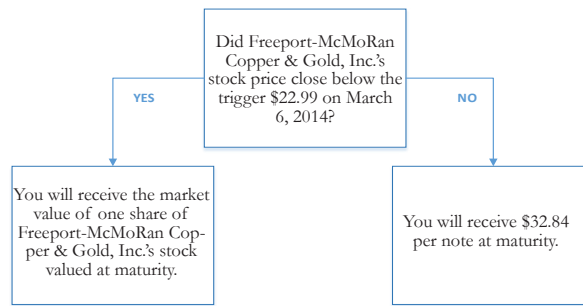 Did Freeport-McMoRan
Copper & Gold, Inc.'s
stock price close below the
trigger $22.99 on March
6, 2014?
YES
NO
You will receive the market
value of one share of
Freeport-McMoRan Cop-
per & Gold, Inc.'s stock
valued at maturity.
You will receive $32.84
per note at maturity.